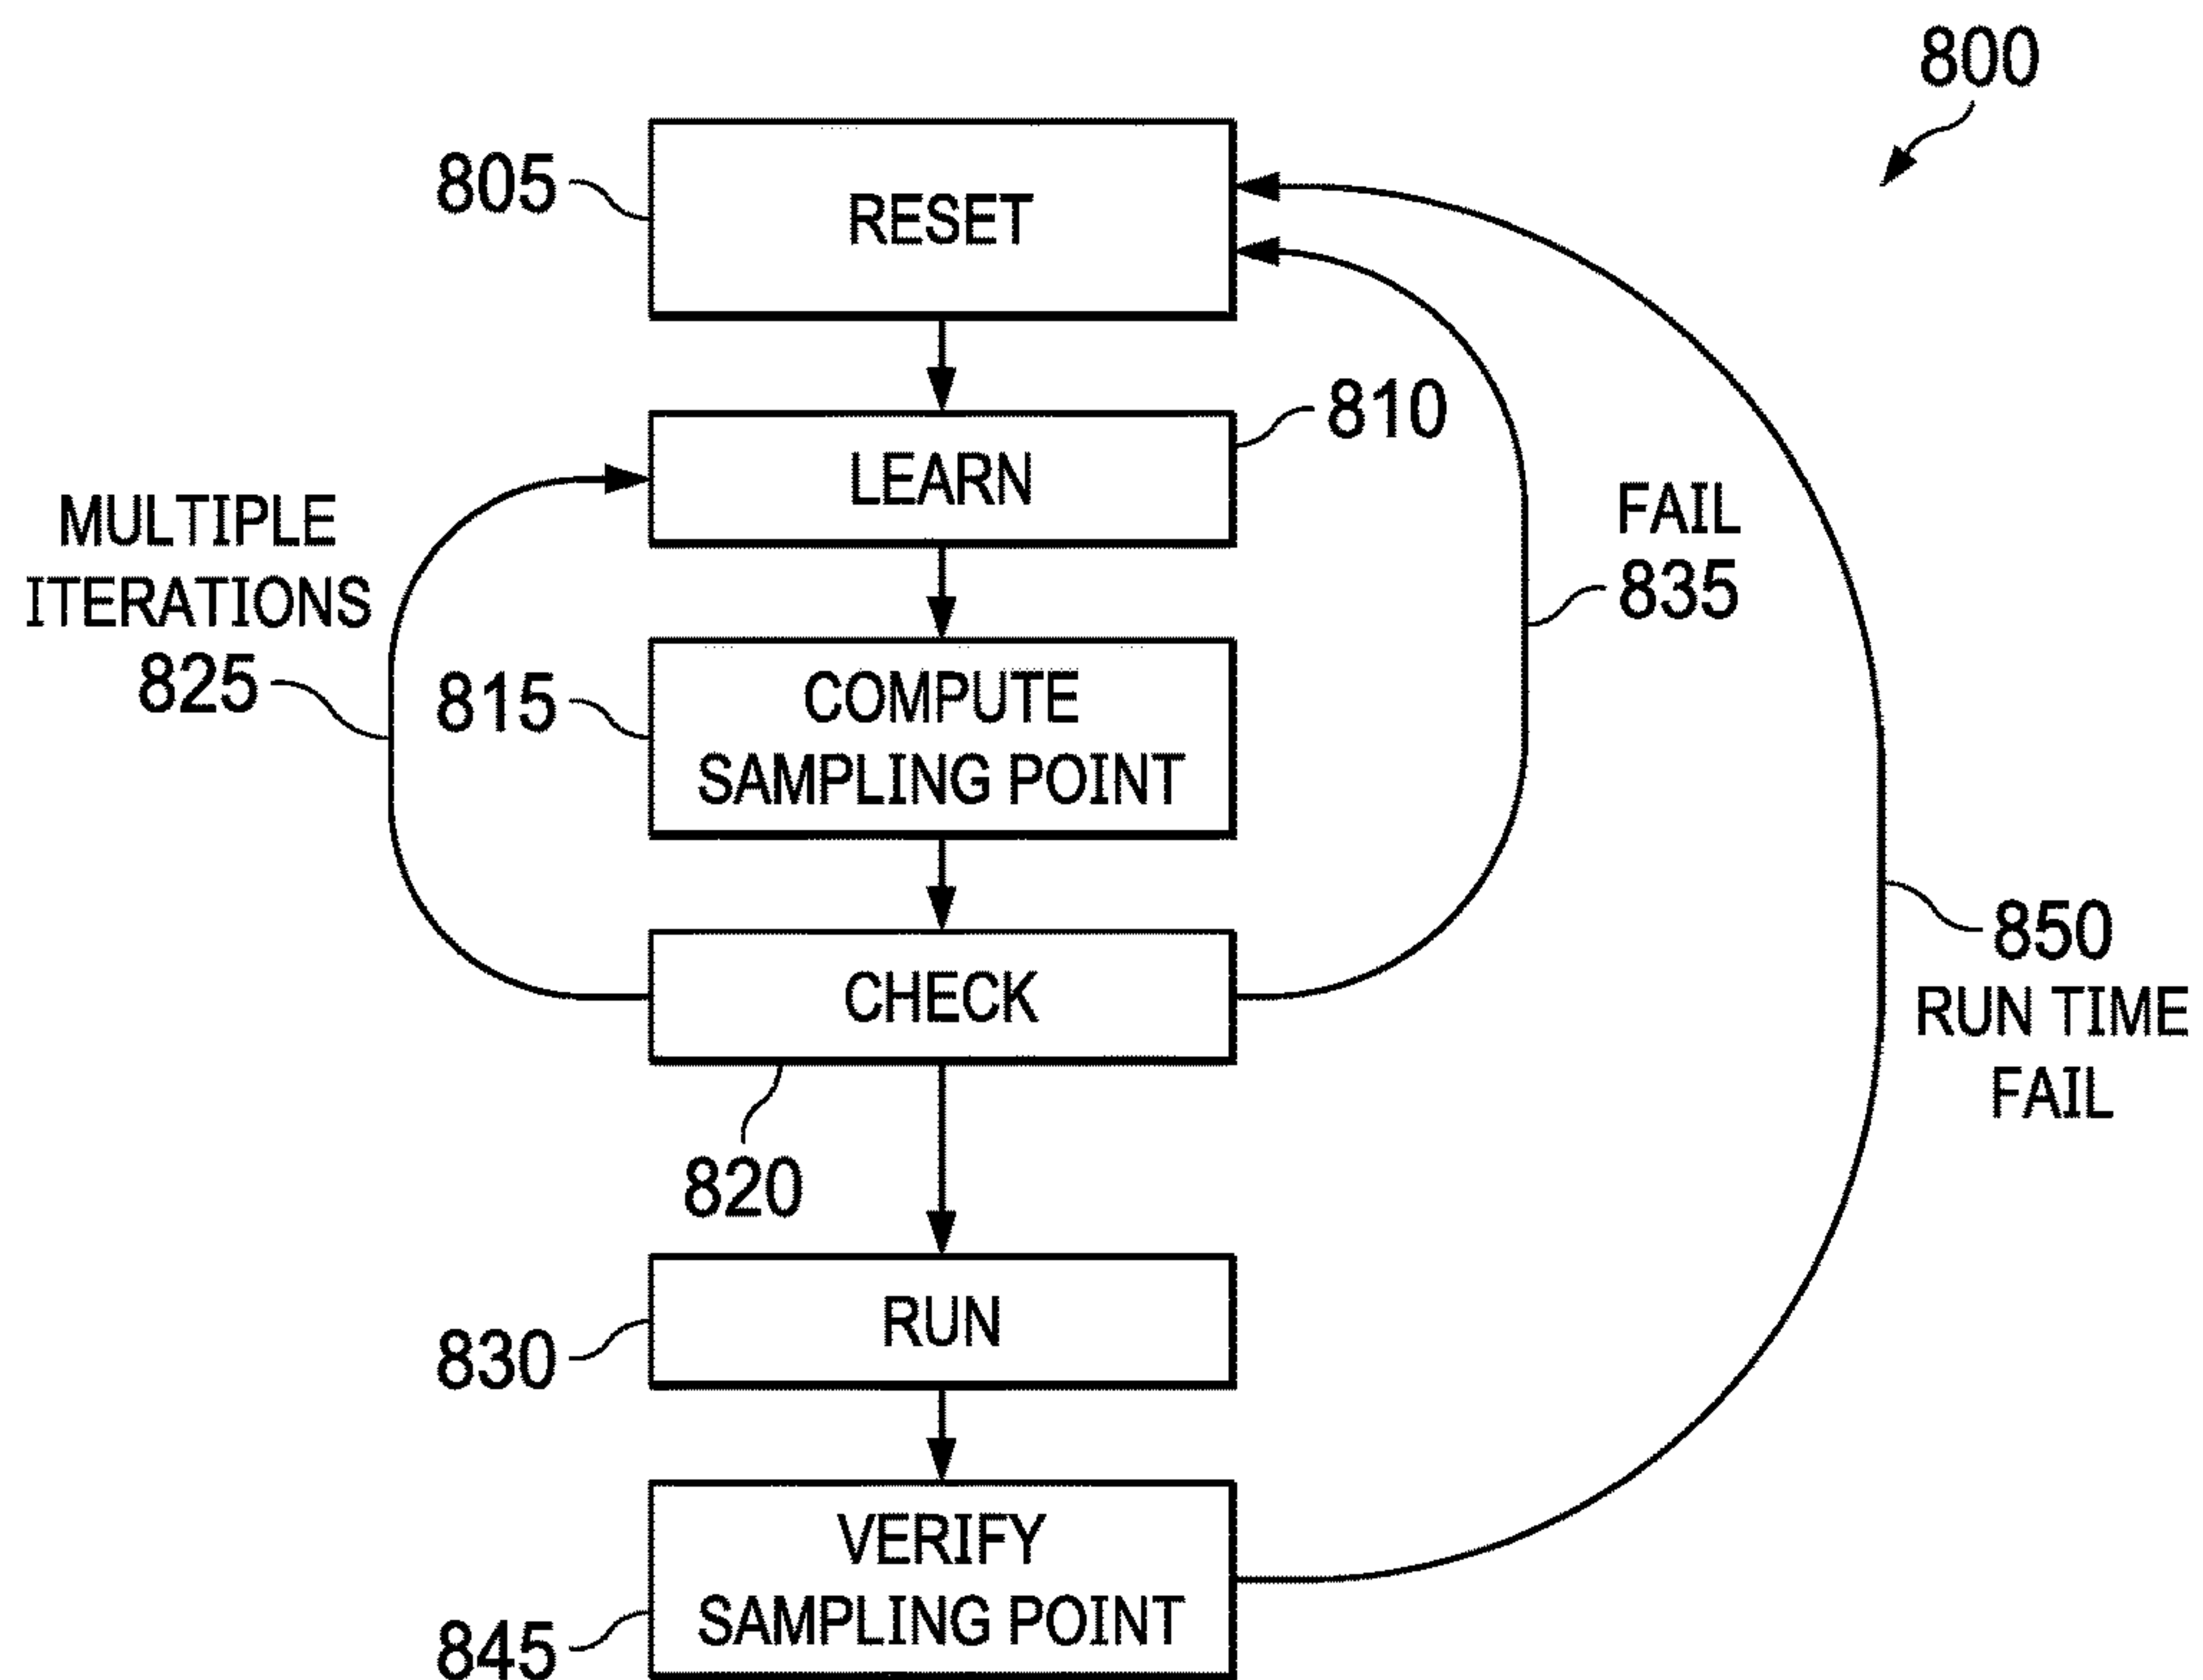 800
805
RESET
810
LEARN
MULTIPLE
ITERATIONS
825
FAIL
835
815
COMPUTE
SAMPLING POINT
CHECK
820
850
RUN TIME
FAIL
RUN
830
VERIFY
SAMPLING POINT
845